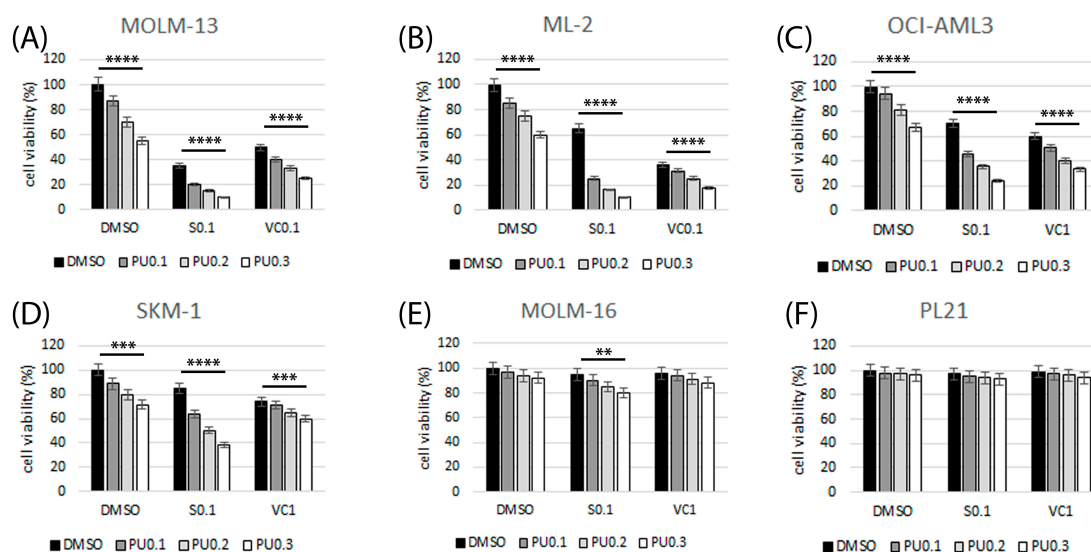 (A)
MOLM-13
cell viability (%)
120
100
80
60
40
20
0
****
****
****
DMSO S0.1 VC0.1
DMSO PU0.1 PU0.2 PU0.3
(B)
ML-2
cell viability (%)
120
100
80
60
40
20
0
****
****
****
DMSO S0.1 VC0.1
DMSO PU0.1 PU0.2 PU0.3
(C)
OCI-AML3
cell viability (%)
120
100
80
60
40
20
0
****
****
****
DMSO S0.1 VC1
DMSO PU0.1 PU0.2 PU0.3
(D)
SKM-1
cell viability (%)
120
100
80
60
40
20
0
***
****
***
DMSO S0.1 VC1
DMSO PU0.1 PU0.2 PU0.3
(E)
MOLM-16
cell viability (%)
120
100
80
60
40
20
0
**
DMSO S0.1 VC1
DMSO PU0.1 PU0.2 PU0.3
(F)
PL21
cell viability (%)
120
100
80
60
40
20
0
DMSO S0.1 VC1
DMSO PU0.1 PU0.2 PU0.3